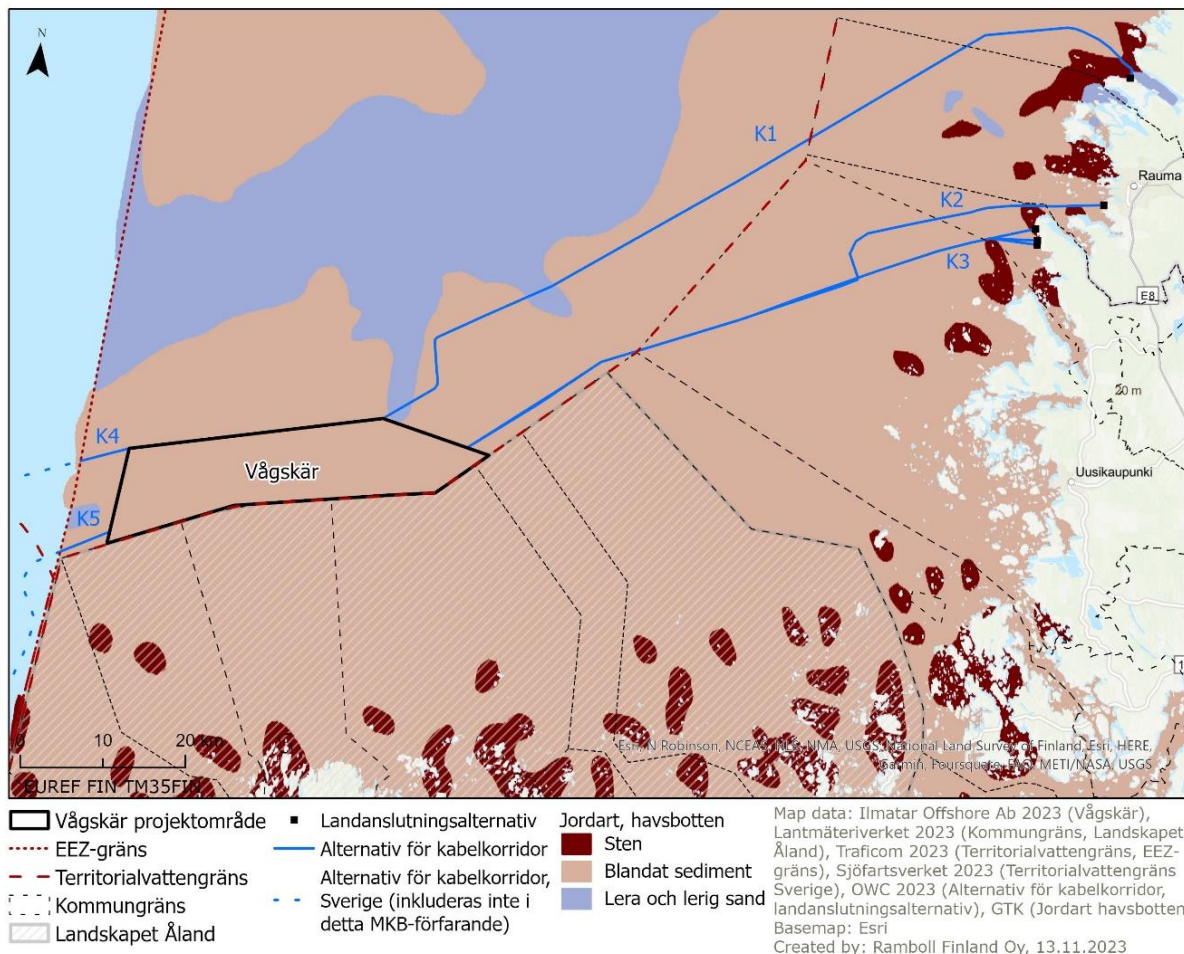 N
K1
Rauma
K2
K3
E8
20 m
K4
Vågskär
Uusikaupunki
K5
1
0 10 20 km
Esri, N Robinson, NCEAS, NLS, NMA, USGS, National Land Survey of Finland, Esri, HERE,
Garmin, Foursquare, FAO, METI/NASA, USGS
EUREF FIN TM35FIN
Vågskär projektområde
EEZ-gräns
Territorialvattengräns
Kommungräns
Landskapet Åland
Landanslutningsalternativ
Alternativ för kabelkorridor
Alternativ för kabelkorridor,
Sverige (inkluderas inte i
detta MKB-förfarande)
Jordart, havsbotten
Sten
Blandat sediment
Lera och lerig sand
Map data: Ilmatar Offshore Ab 2023 (Vågskär),
Lantmäteriverket 2023 (Kommungräns, Landskapet
Åland), Traficom 2023 (Territorialvattengräns, EEZ-
gräns), Sjöfartsverket 2023 (Territorialvattengräns
Sverige), OWC 2023 (Alternativ för kabelkorridor,
landanslutningsalternativ), GTK (Jordart havsbotten
Basemap: Esri
Created by: Ramboll Finland Oy, 13.11.2023